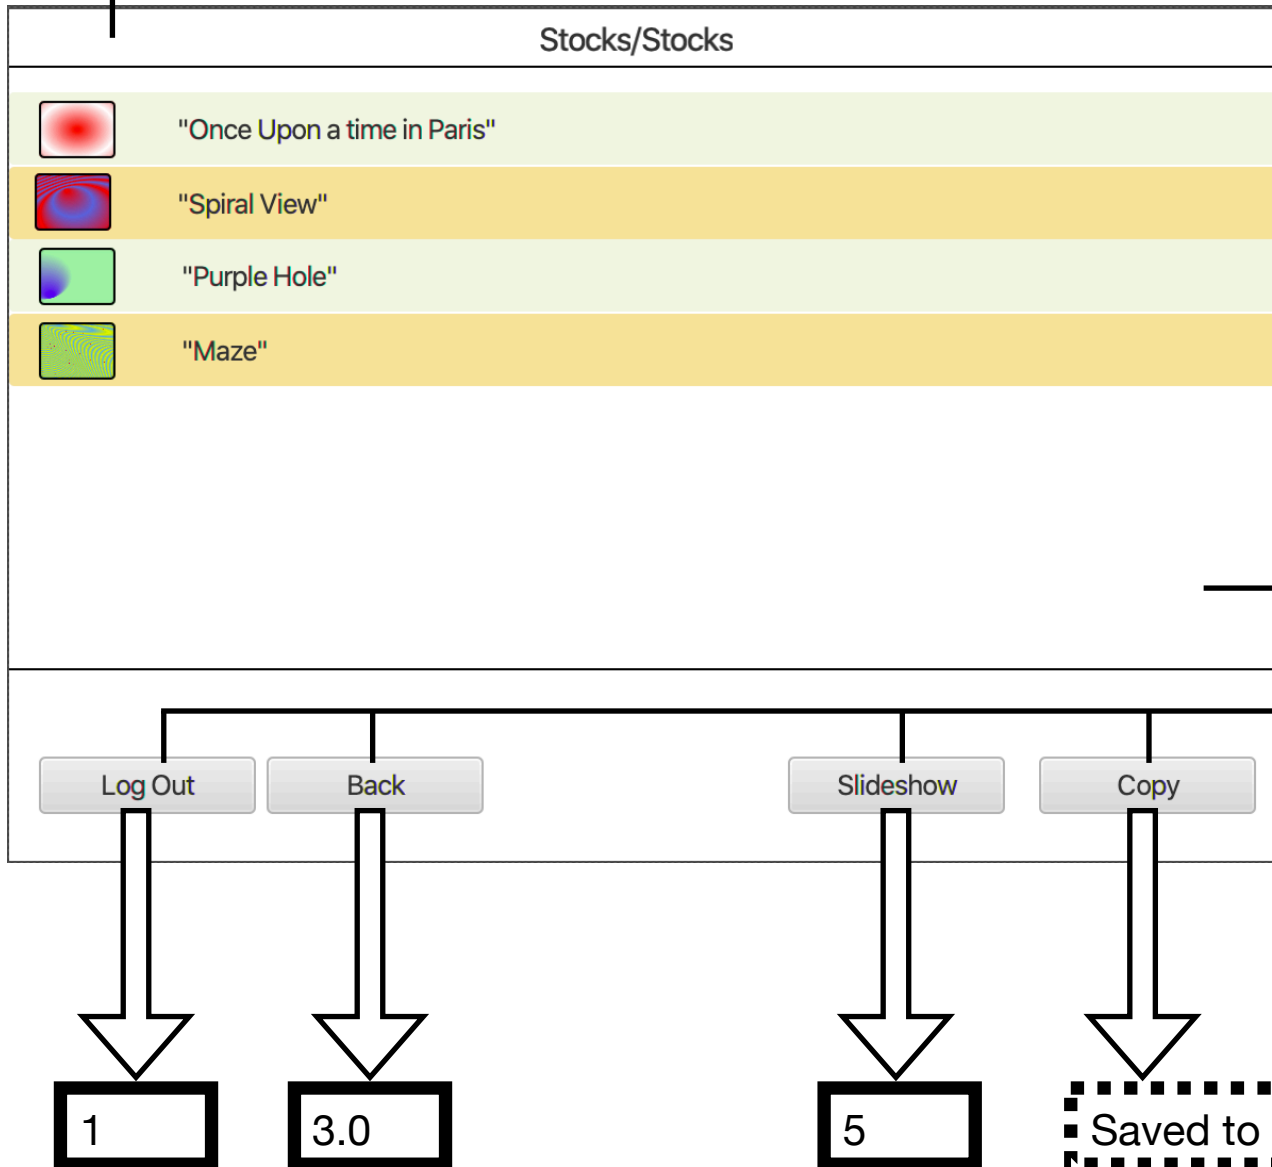 Stocks/Stocks
"Once Upon a time in Paris"
"Spiral View"
"Purple Hole"
"Maze"
Log Out Back Slideshow Copy
1 3.0 5 Saved to